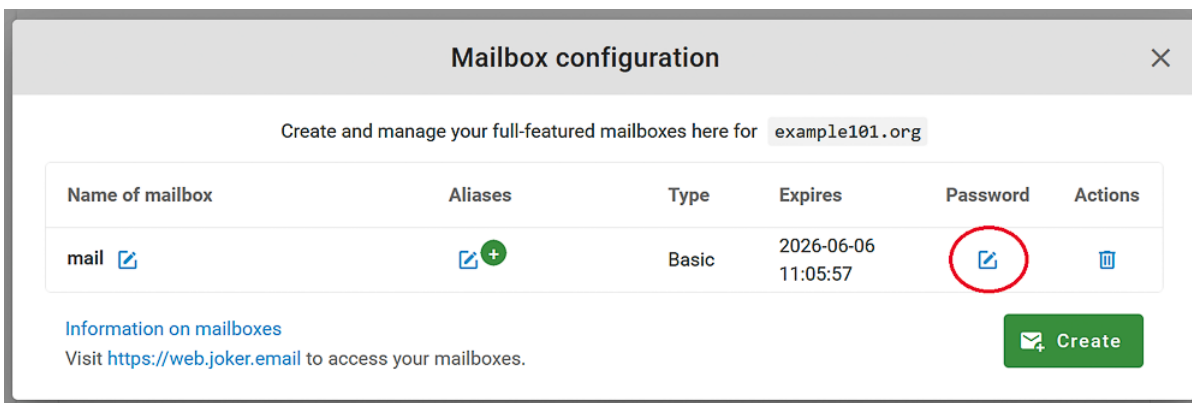 Mailbox configuration
Create and manage your full-featured mailboxes here for example101.org
Name of mailbox Aliases Type Expires Password Actions
mail Basic 2026-06-06
11:05:57
Information on mailboxes
Visit https://web.joker.email to access your mailboxes.
Create